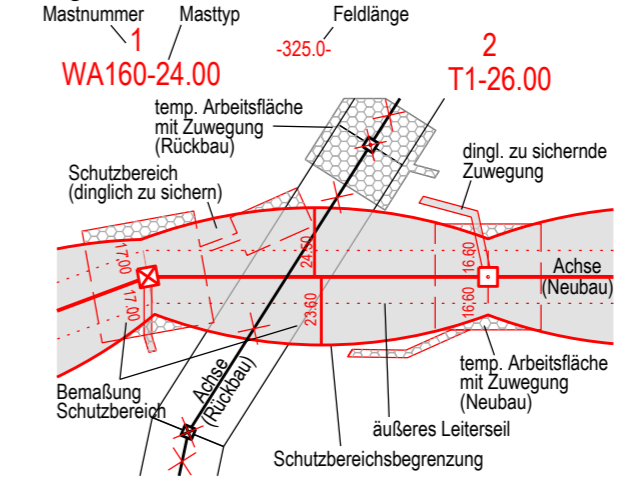 Mastnummer Masttyp Feldlänge
1 -325.0- 2
WA160-24.00 T1-26.00
temp. Arbeitsfläche
mit Zuwegung
(Rückbau)
dingl. zu sichernde
Zuwegung
Schutzbereich
(dinglich zu sichern)
17.00
17.00
24.50
23.60
16.60
16.60
Achse
(Neubau)
Achse
(Rückbau)
temp. Arbeitsfläche
mit Zuwegung
(Neubau)
Bemaßung
Schutzbereich
äußeres Leiterseil
Schutzbereichsbegrenzung